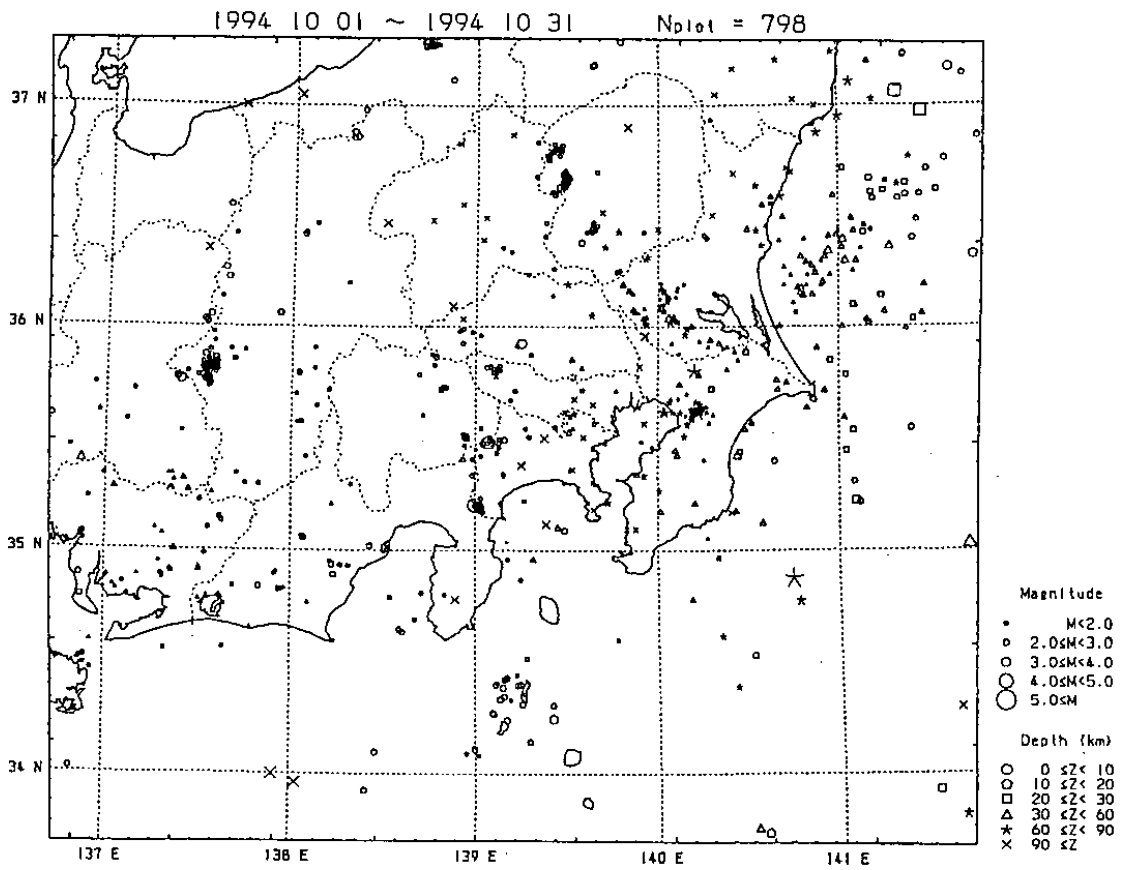 1994 10 01 ~ 1994 10 31 Nplot = 798
37 N
36 N
35 N
34 N
137 E 138 E 139 E 140 E 141 E
Magnitude
M<2.0
2.0≤M<3.0
3.0≤M<4.0
4.0≤M<5.0
5.0≤M
Depth (km)
0 ≤Z< 10
10 ≤Z< 20
20 ≤Z< 30
30 ≤Z< 60
60 ≤Z< 90
90 ≤Z